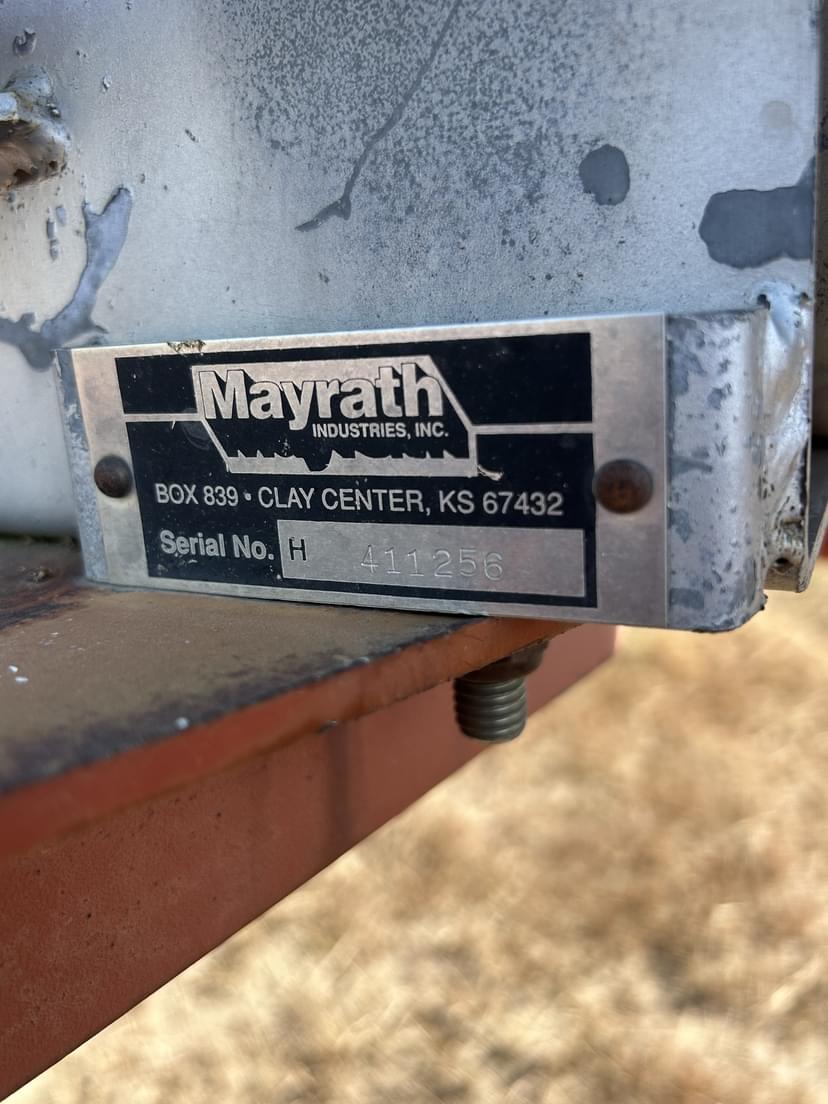 Mayrath
INDUSTRIES, INC.
BOX 839 • CLAY CENTER, KS 67432
Serial No. H 411256